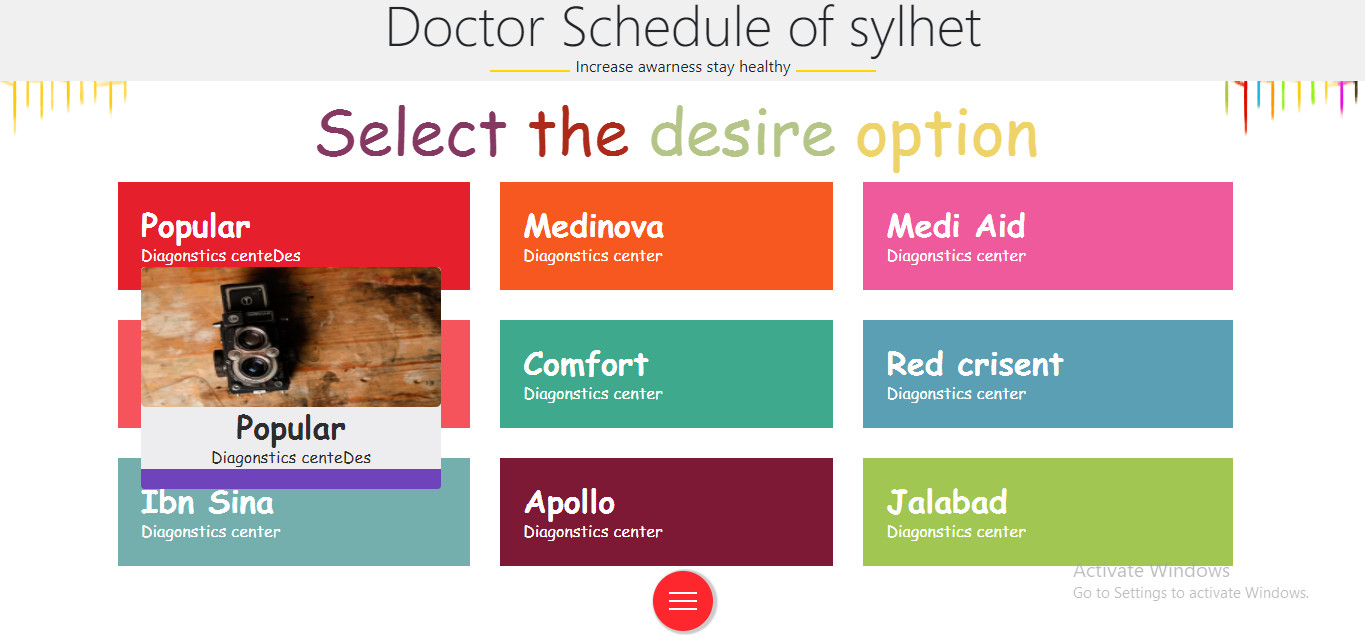 Doctor Schedule of sylhet
Increase awarness stay healthy
Select the desire option
Popular
Diagonstics centeDes
Medinova
Diagonstics center
Medi Aid
Diagonstics center
Popular
Diagonstics centeDes
Comfort
Diagonstics center
Red crisent
Diagonstics center
Ibn Sina
Diagonstics center
Apollo
Diagonstics center
Jalabad
Diagonstics center
Activate Windows
Go to Settings to activate Windows.